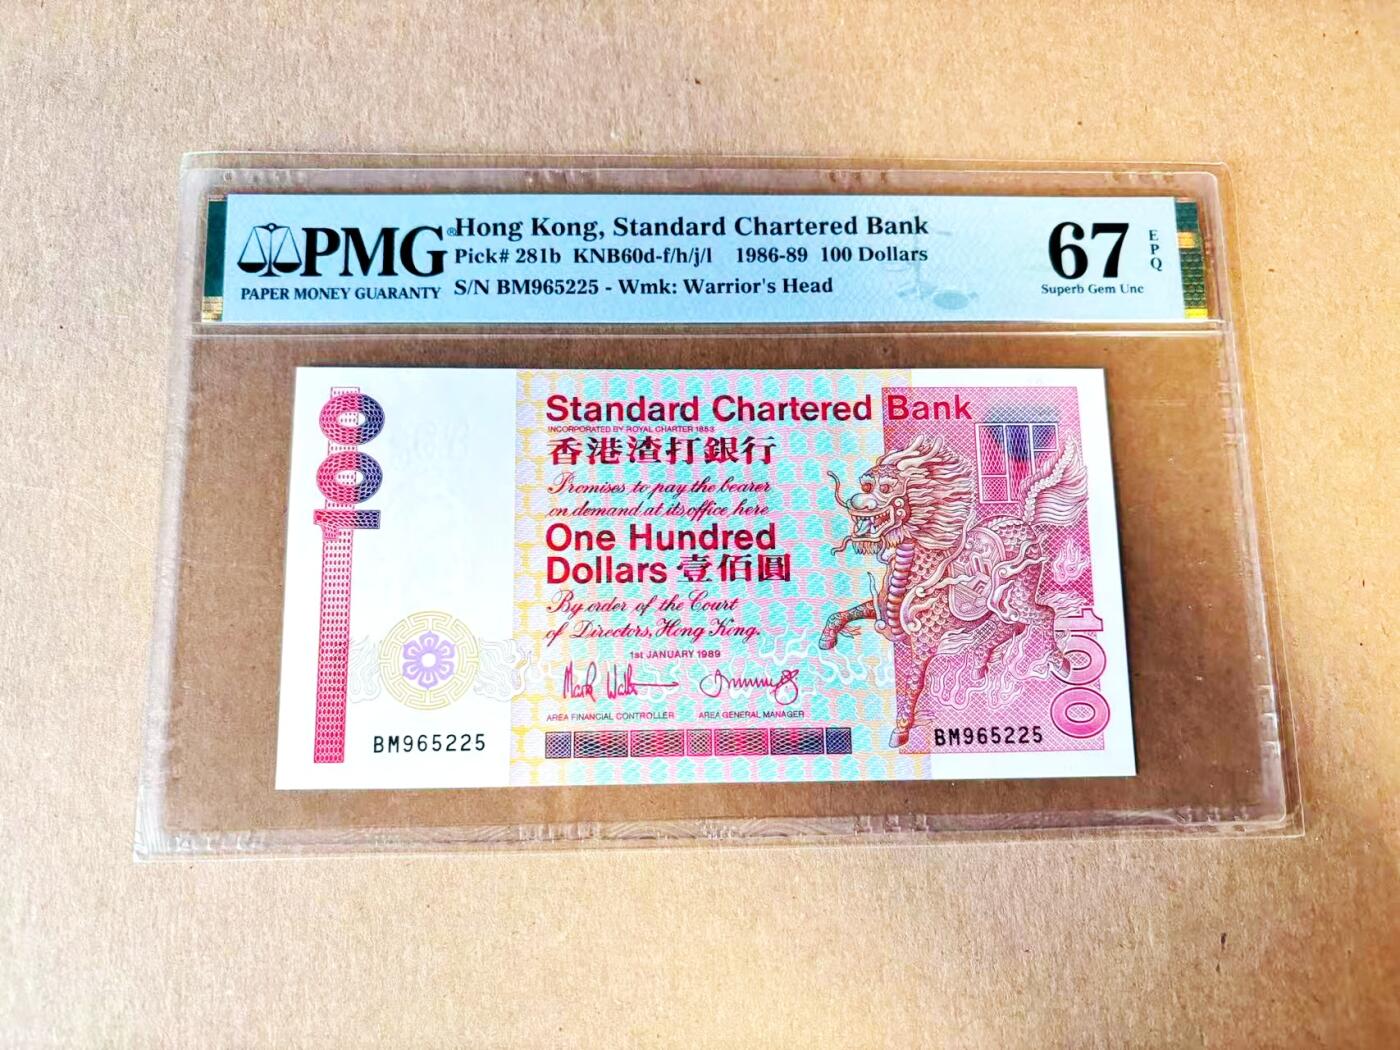 PMG®
PAPER MONEY GUARANTY
Hong Kong, Standard Chartered Bank
Pick# 281b KNB60d-f/h/j/l 1986-89 100 Dollars
S/N BM965225 - Wmk: Warrior's Head
67 EPQ
Superb Gem Unc
100
Standard Chartered Bank
INCORPORATED BY ROYAL CHARTER 1853
香港渣打銀行
Promises to pay the bearer
on demand at its office here
One Hundred
Dollars 壹佰圓
By order of the Court
of Directors, Hong Kong.
1st JANUARY 1989
AREA FINANCIAL CONTROLLER AREA GENERAL MANAGER
BM965225
BM965225
100